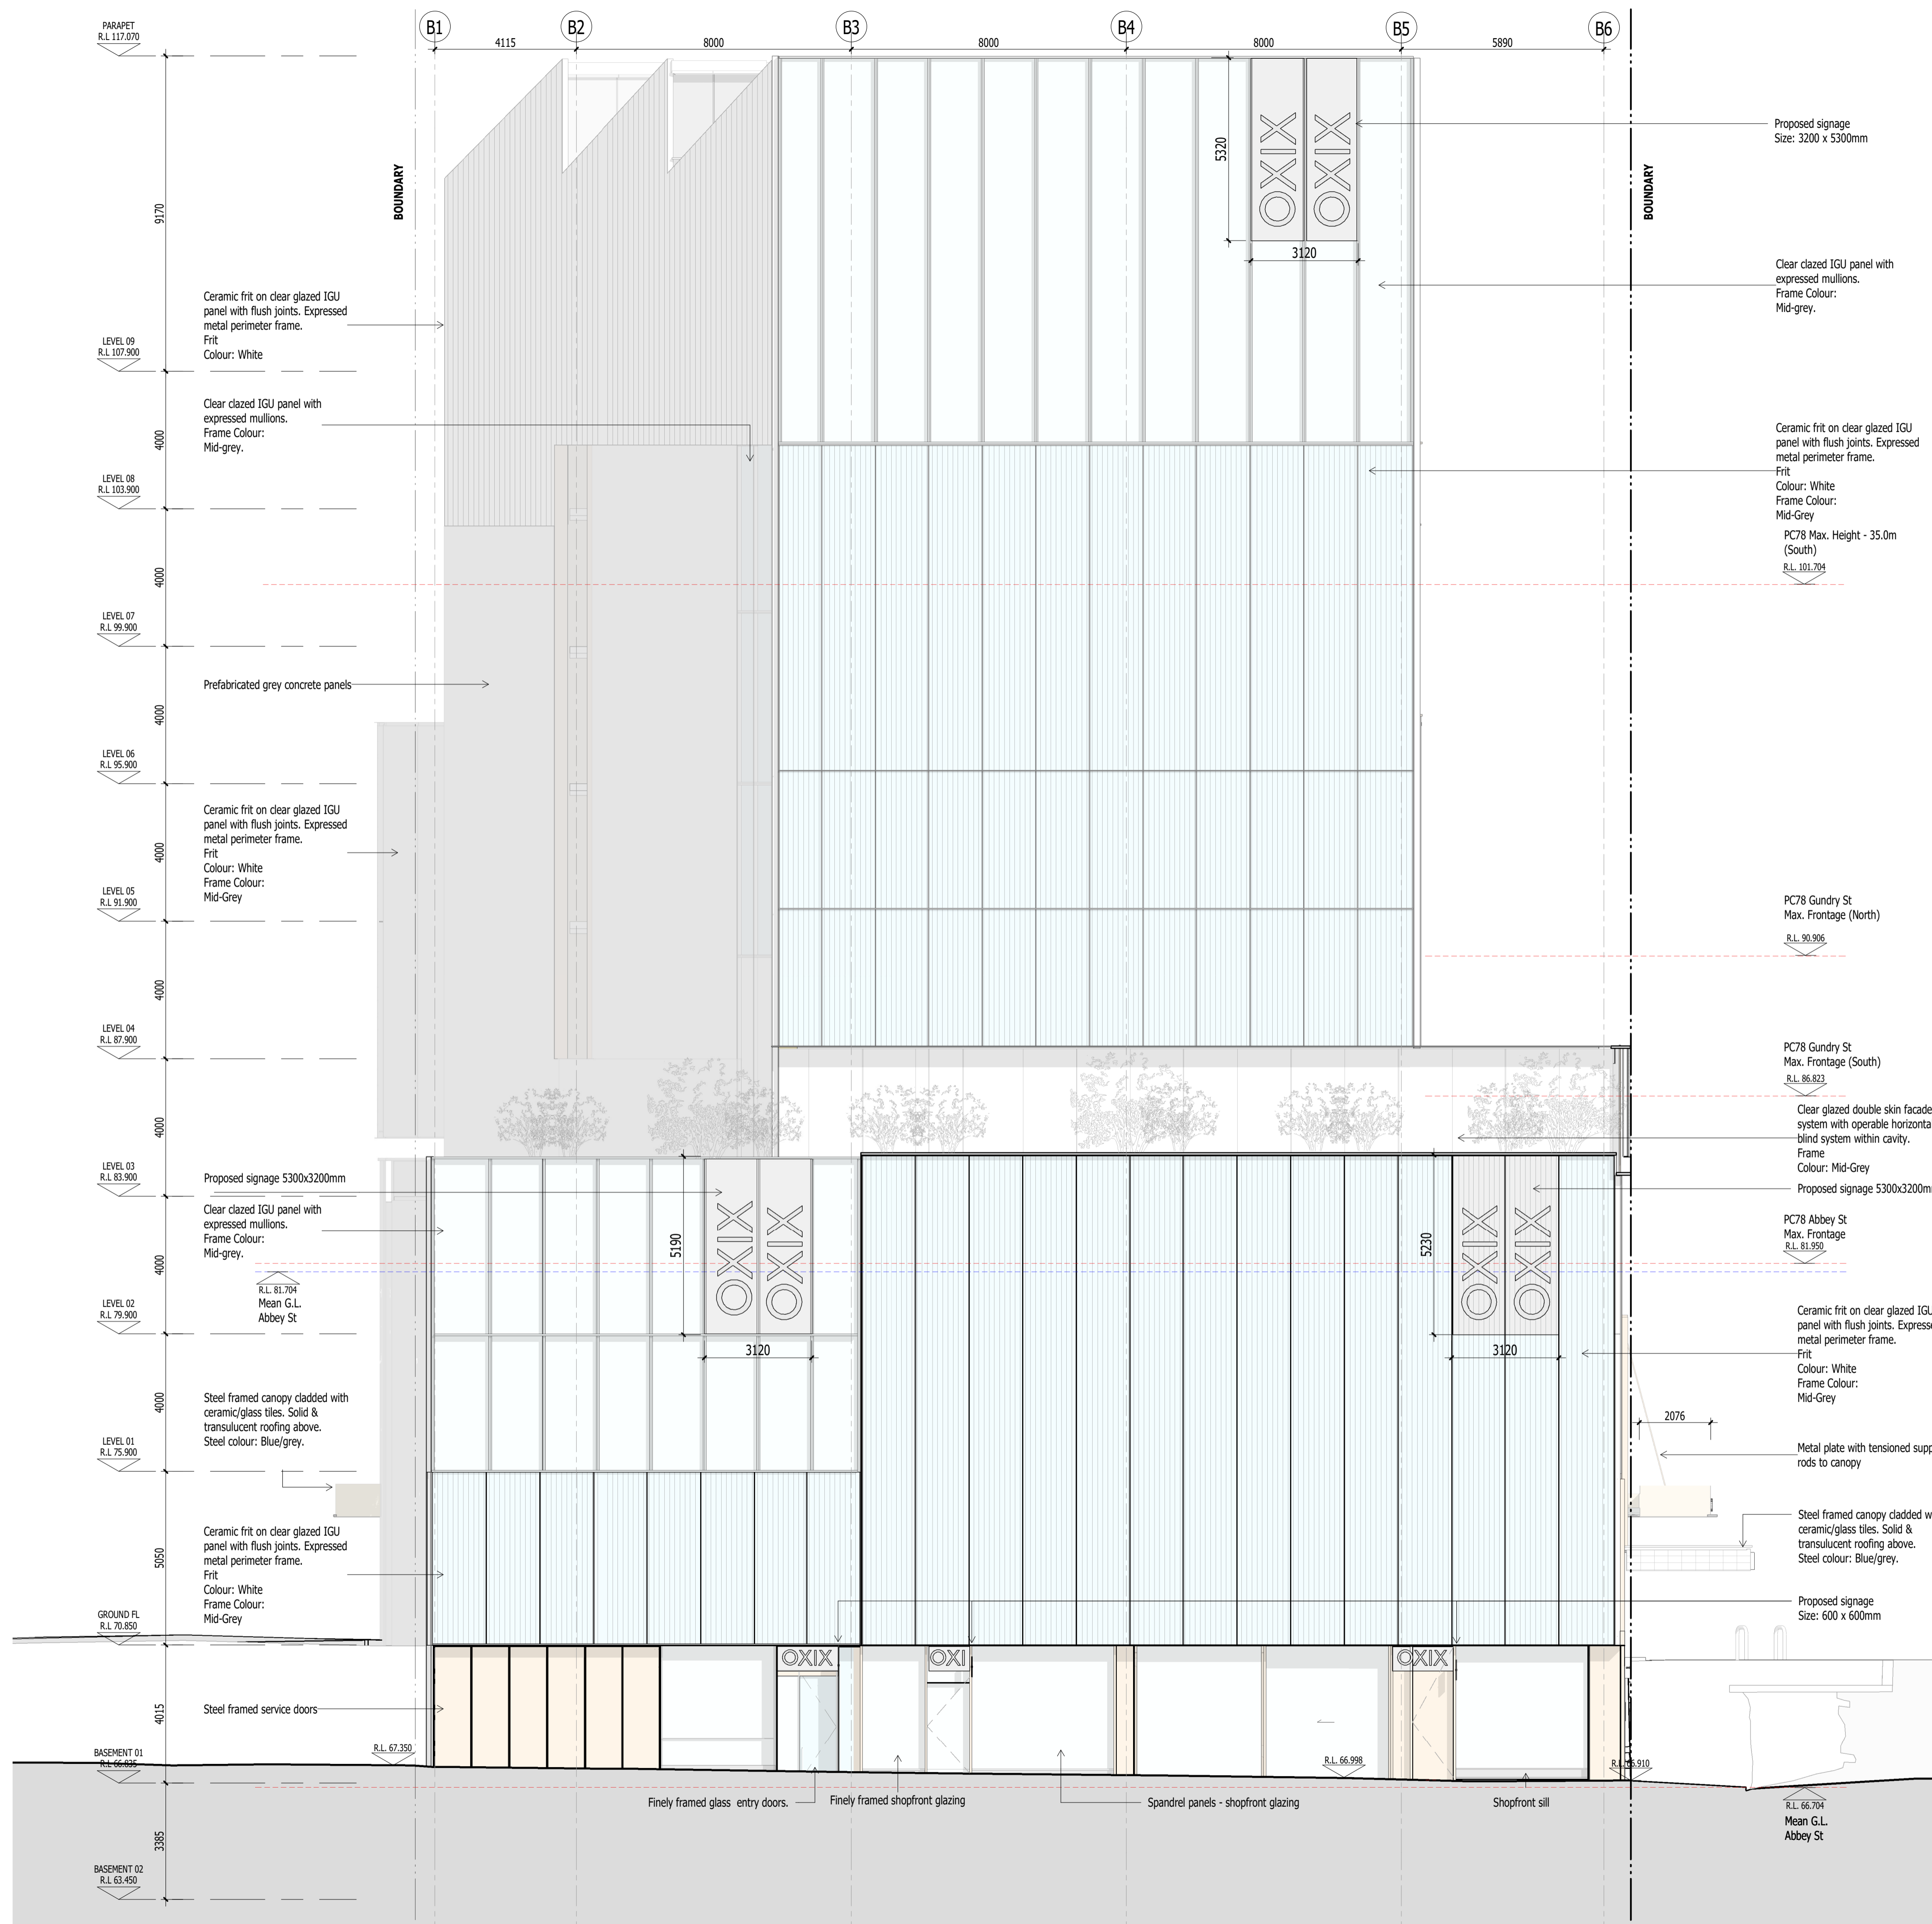 B1
B2
B3
B4
B5
B6
4115
8000
8000
8000
5890
PARAPET
R.L 117.070
BOUNDARY
BOUNDARY
9170
5320
OXIX
OXIX
3120
Proposed signage
Size: 3200 x 5300mm
Clear clazed IGU panel with
expressed mullions.
Frame Colour:
Mid-grey.
Ceramic frit on clear glazed IGU
panel with flush joints. Expressed
metal perimeter frame.
Frit
Colour: White
LEVEL 09
R.L 107.900
Clear clazed IGU panel with
expressed mullions.
Frame Colour:
Mid-grey.
4000
Ceramic frit on clear glazed IGU
panel with flush joints. Expressed
metal perimeter frame.
Frit
Colour: White
Frame Colour:
Mid-Grey
LEVEL 08
R.L 103.900
PC78 Max. Height - 35.0m
(South)
R.L. 101.704
4000
LEVEL 07
R.L 99.900
Prefabricated grey concrete panels
4000
LEVEL 06
R.L 95.900
Ceramic frit on clear glazed IGU
panel with flush joints. Expressed
metal perimeter frame.
Frit
Colour: White
Frame Colour:
Mid-Grey
4000
LEVEL 05
R.L 91.900
PC78 Gundry St
Max. Frontage (North)
R.L. 90.906
4000
LEVEL 04
R.L 87.900
PC78 Gundry St
Max. Frontage (South)
R.L. 86.823
4000
Clear glazed double skin facade
system with operable horizonta
blind system within cavity.
Frame
Colour: Mid-Grey
LEVEL 03
R.L 83.900
Proposed signage 5300x3200mm
Proposed signage 5300x3200m
Clear clazed IGU panel with
expressed mullions.
Frame Colour:
Mid-grey.
4000
5190
OXIX
OXIX
3120
5230
OXIX
OXIX
3120
PC78 Abbey St
Max. Frontage
R.L. 81.950
R.L. 81.704
Mean G.L.
Abbey St
LEVEL 02
R.L 79.900
Ceramic frit on clear glazed IGU
panel with flush joints. Express
metal perimeter frame.
Frit
Colour: White
Frame Colour:
Mid-Grey
4000
Steel framed canopy cladded with
ceramic/glass tiles. Solid &
transulucent roofing above.
Steel colour: Blue/grey.
2076
LEVEL 01
R.L 75.900
Metal plate with tensioned supp
rods to canopy
Steel framed canopy cladded w
ceramic/glass tiles. Solid &
transulucent roofing above.
Steel colour: Blue/grey.
5050
Ceramic frit on clear glazed IGU
panel with flush joints. Expressed
metal perimeter frame.
Frit
Colour: White
Frame Colour:
Mid-Grey
Proposed signage
Size: 600 x 600mm
GROUND FL
R.L 70.850
OXIX
OXI
OXIX
4015
Steel framed service doors
R.L. 67.350
BASEMENT 01
R.L 66.835
R.L. 66.998
R.L. 66.910
Finely framed glass entry doors.
Finely framed shopfront glazing
Spandrel panels - shopfront glazing
Shopfront sill
R.L. 66.704
Mean G.L.
Abbey St
3385
BASEMENT 02
R.L 63.450